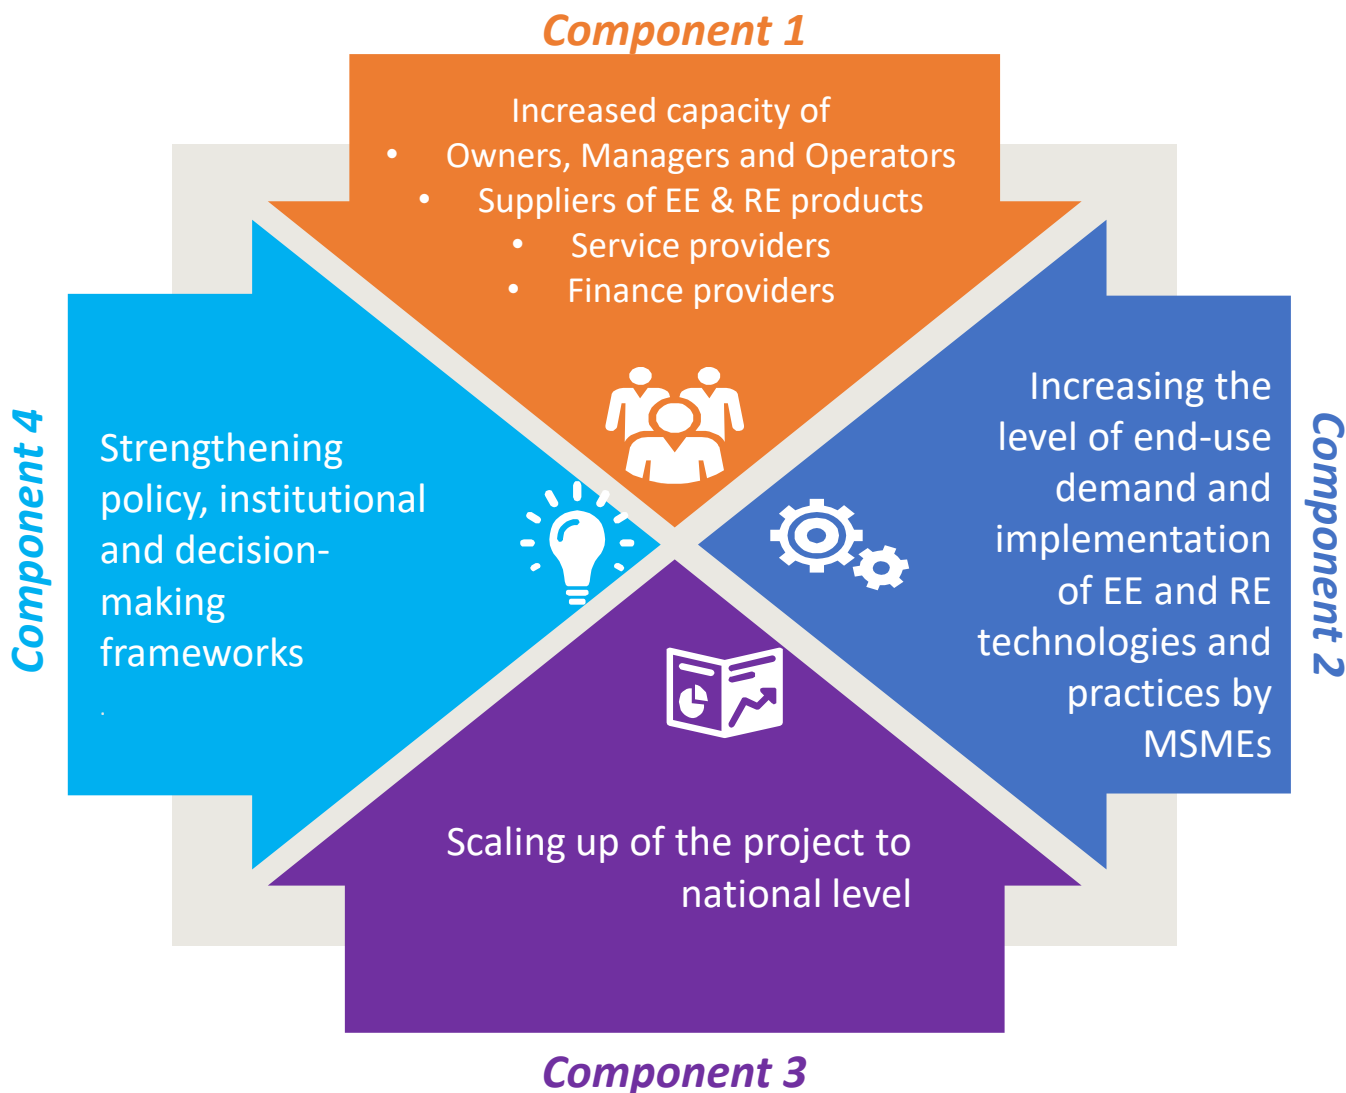 Component 1
Increased capacity of
• Owners, Managers and Operators
• Suppliers of EE & RE products
• Service providers
• Finance providers
Component 2
Increasing the
level of end-use
demand and
implementation
of EE and RE
technologies and
practices by
MSMEs
Component 3
Scaling up of the project to
national level
Component 4
Strengthening
policy, institutional
and decision-
making
frameworks
.